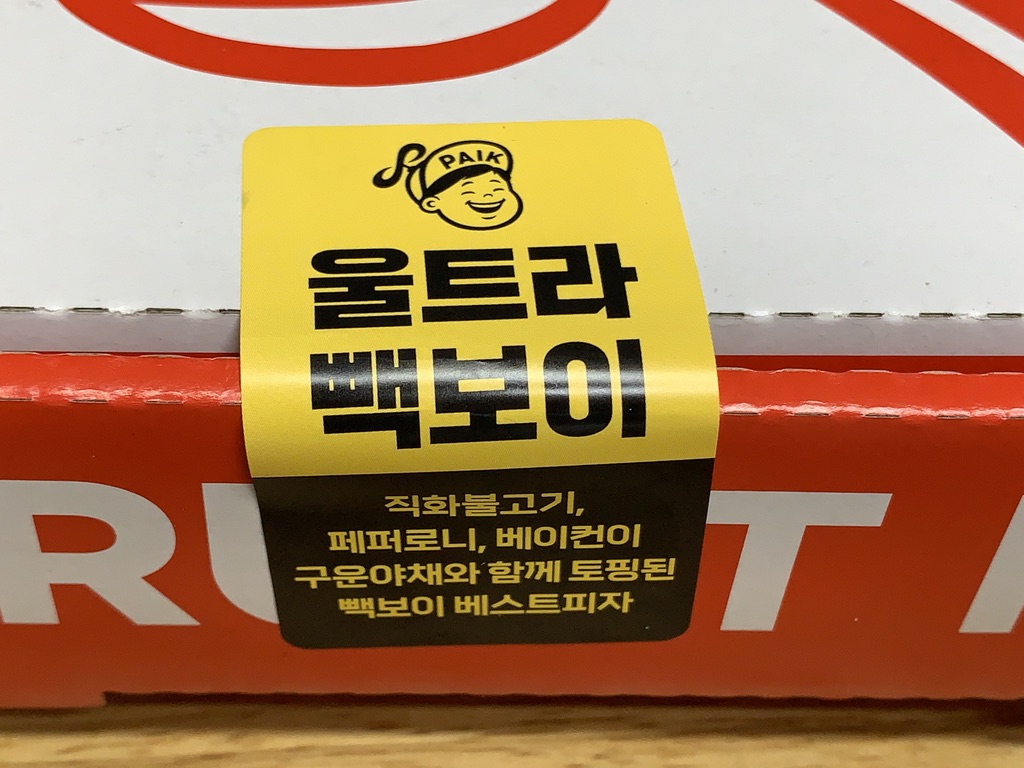 PAIK
울트라
빽보이
직화불고기,
페퍼로니, 베이컨이
구운야채와 함께 토핑된
빽보이 베스트피자
RU
T